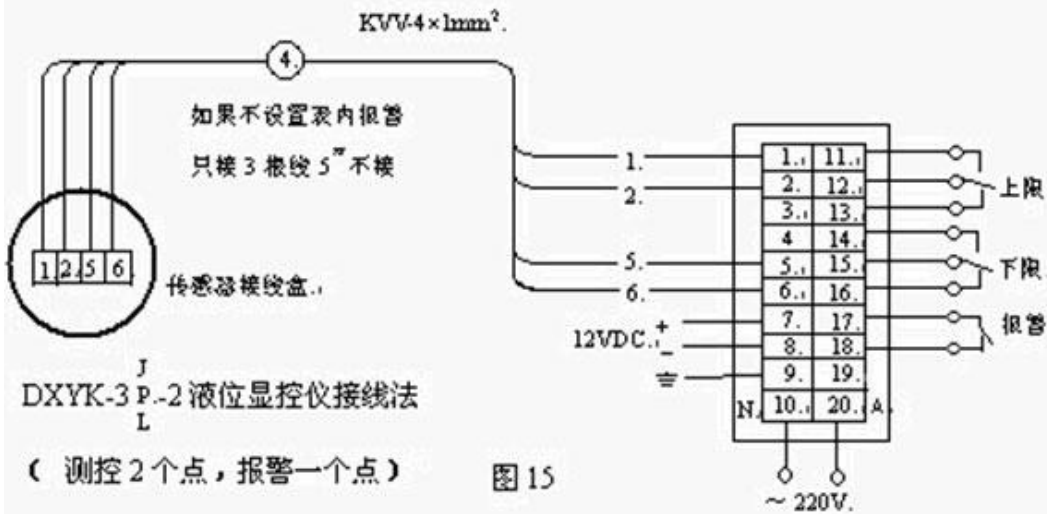 KVV-4×1mm².
4.
如果不设置表内报警
只接3根线5#不接
1 2. 5 6.
传感器接线盒.
1.
2.
5.
6.
12VDC. + -
1. 11.
2. 12.
3. 13.
4 14.
5. 15.
6. 16.
7. 17.
8. 18.
9. 19.
N. 10. 20. A.
上限
下限.
报警
～220V.
J
DXYK-3 P.-2液位显控仪接线法
L
( 测控2个点，报警一个点)
图15